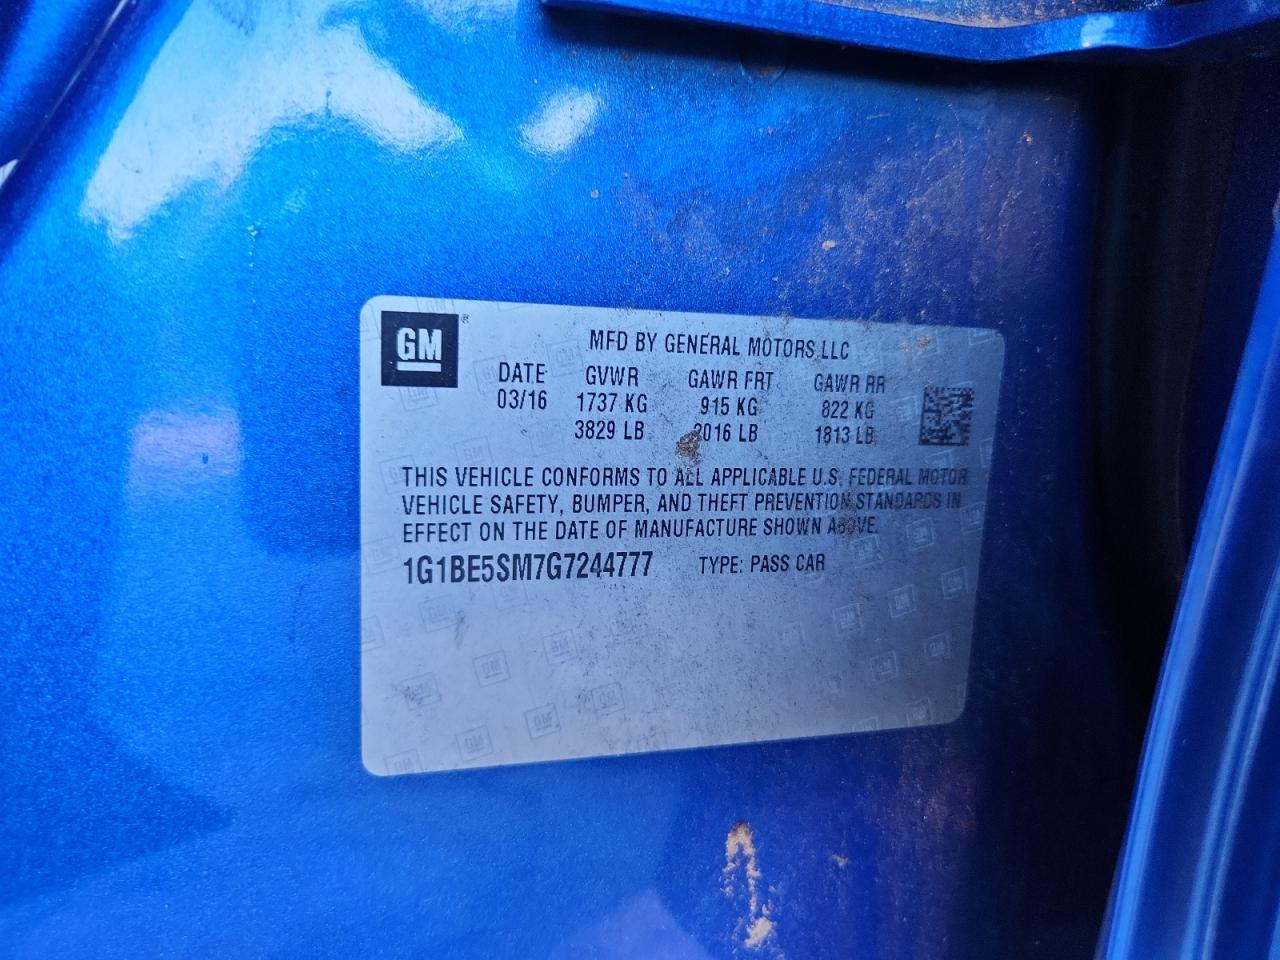 GM
MFD BY GENERAL MOTORS LLC
DATE GVWR GAWR FRT GAWR RR
03/16 1737 KG 915 KG 822 KG
3829 LB 2016 LB 1813 LB
THIS VEHICLE CONFORMS TO ALL APPLICABLE U.S. FEDERAL MOTOR
VEHICLE SAFETY, BUMPER, AND THEFT PREVENTION STANDARDS IN
EFFECT ON THE DATE OF MANUFACTURE SHOWN ABOVE.
1G1BE5SM7G7244777 TYPE: PASS CAR